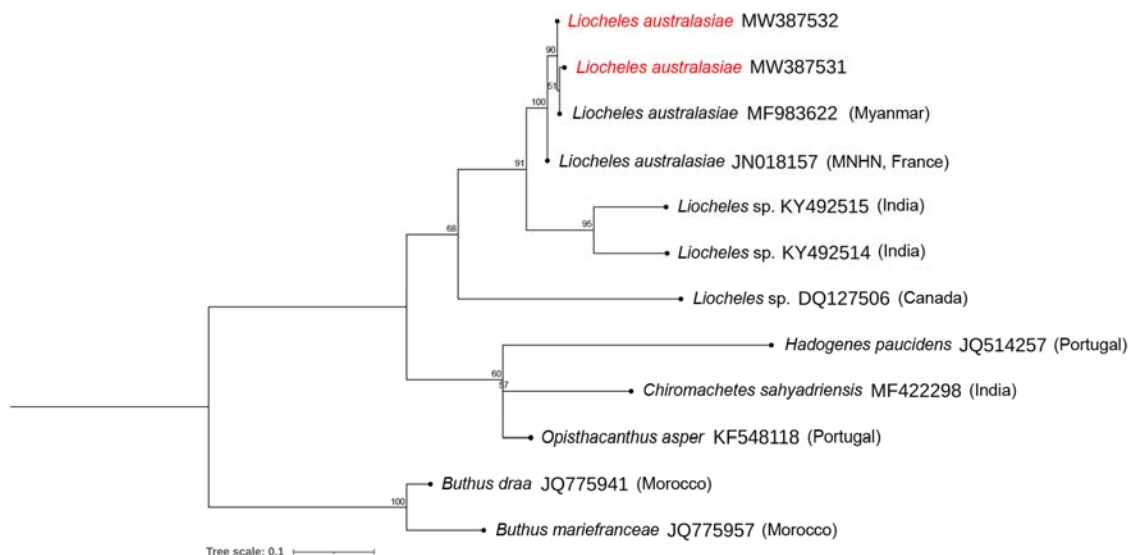 Liocheles australasiae MW387532
90
Liocheles australasiae MW387531
51
100
Liocheles australasiae MF983622 (Myanmar)
91
Liocheles australasiae JN018157 (MNHN, France)
Liocheles sp. KY492515 (India)
95
68
Liocheles sp. KY492514 (India)
Liocheles sp. DQ127506 (Canada)
Hadogenes paucidens JQ514257 (Portugal)
60
57
Chiromachetes sahyadriensis MF422298 (India)
Opisthacanthus asper KF548118 (Portugal)
Buthus draa JQ775941 (Morocco)
100
Buthus mariefranceae JQ775957 (Morocco)
Tree scale: 0.1